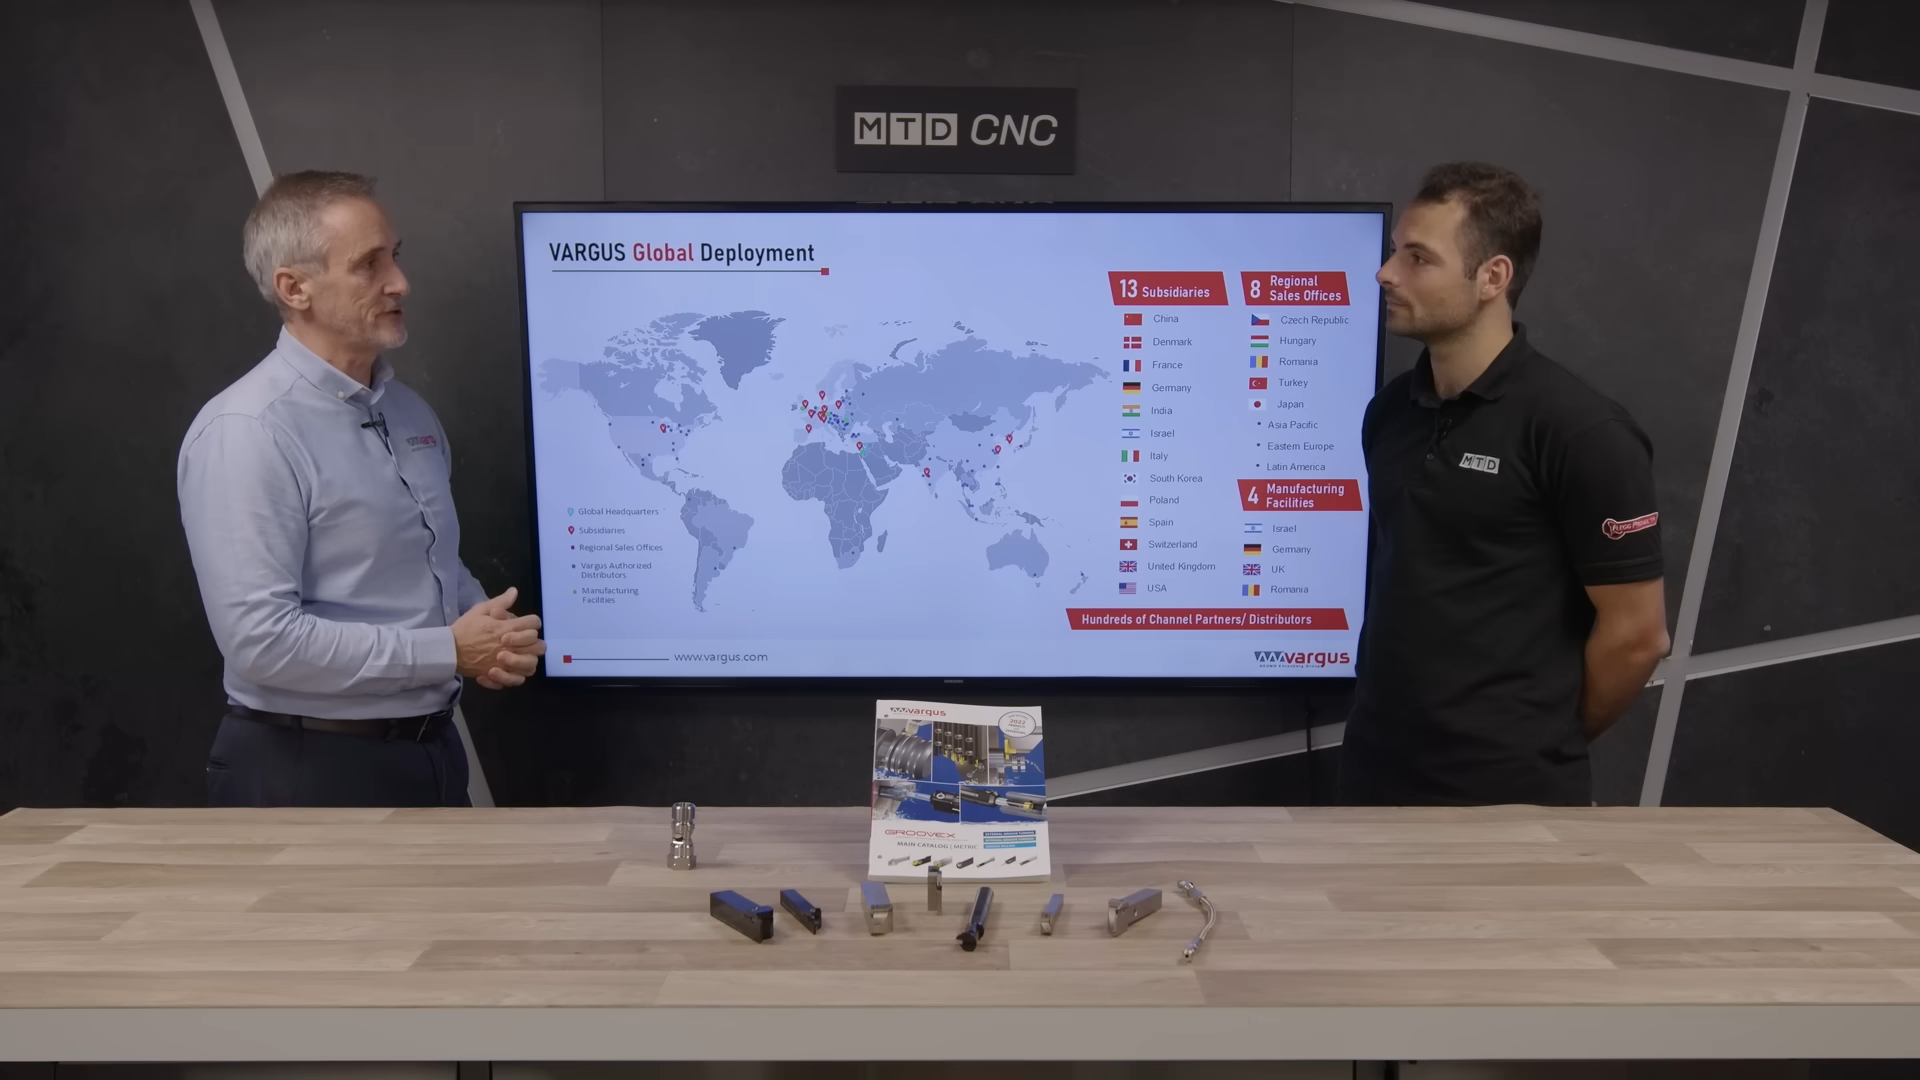 MTD CNC
VARGUS Global Deployment
13 Subsidiaries
China
Denmark
France
Germany
India
Israel
Italy
South Korea
Poland
Spain
Switzerland
United Kingdom
USA
8 Regional
Sales Offices
Czech Republic
Hungary
Romania
Turkey
Japan
• Asia Pacific
• Eastern Europe
• Latin America
4 Manufacturing
Facilities
Israel
Germany
UK
Romania
Hundreds of Channel Partners/ Distributors
Global Headquarters
Subsidiaries
Regional Sales Offices
Vargus Authorized
Distributors
Manufacturing
Facilities
www.vargus.com
vargus
vargus
MTD
vargus
2022
GROOVEX
MAIN CATALOG | METRIC